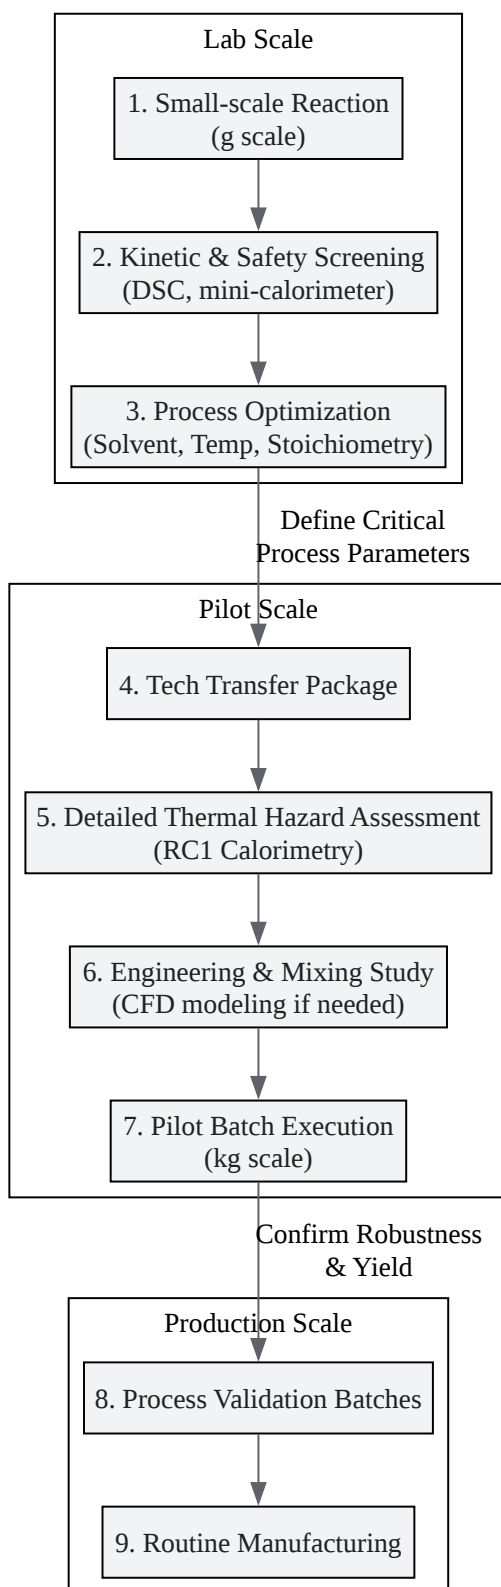 Lab Scale
1. Small-scale Reaction
(g scale)
2. Kinetic & Safety Screening
(DSC, mini-calorimeter)
3. Process Optimization
(Solvent, Temp, Stoichiometry)
Define Critical
Process Parameters
Pilot Scale
4. Tech Transfer Package
5. Detailed Thermal Hazard Assessment
(RC1 Calorimetry)
6. Engineering & Mixing Study
(CFD modeling if needed)
7. Pilot Batch Execution
(kg scale)
Confirm Robustness
& Yield
Production Scale
8. Process Validation Batches
9. Routine Manufacturing